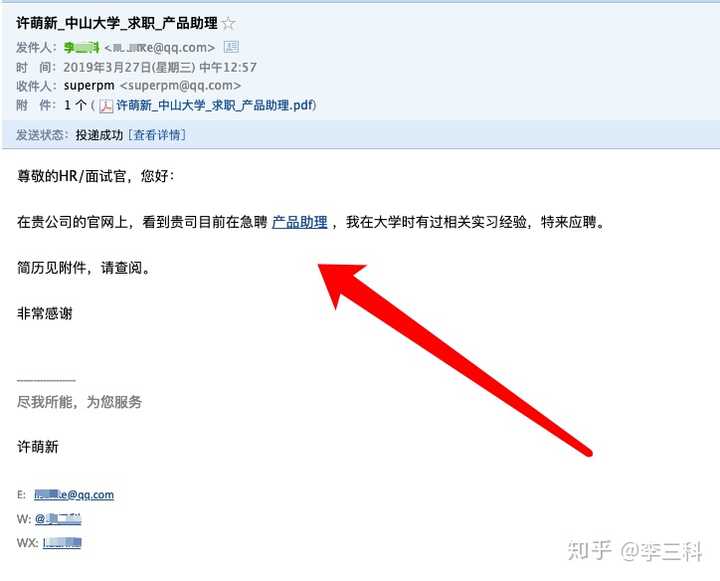 许萌新_中山大学_求职_产品助理
发件人: 李 科 < ke@qq.com>
时 间: 2019年3月27日(星期三) 中午12:57
收件人: superpm <superpm@qq.com>
附 件: 1 个 ( 许萌新_中山大学_求职_产品助理.pdf)
发送状态: 投递成功 [查看详情]
尊敬的HR/面试官，您好：
在贵公司的官网上，看到贵司目前在急聘 产品助理 ，我在大学时有过相关实习经验，特来应聘。
简历见附件，请查阅。
非常感谢
------------------
尽我所能，为您服务
许萌新
E: ke@qq.com
W: @
WX:
知乎 @李三科